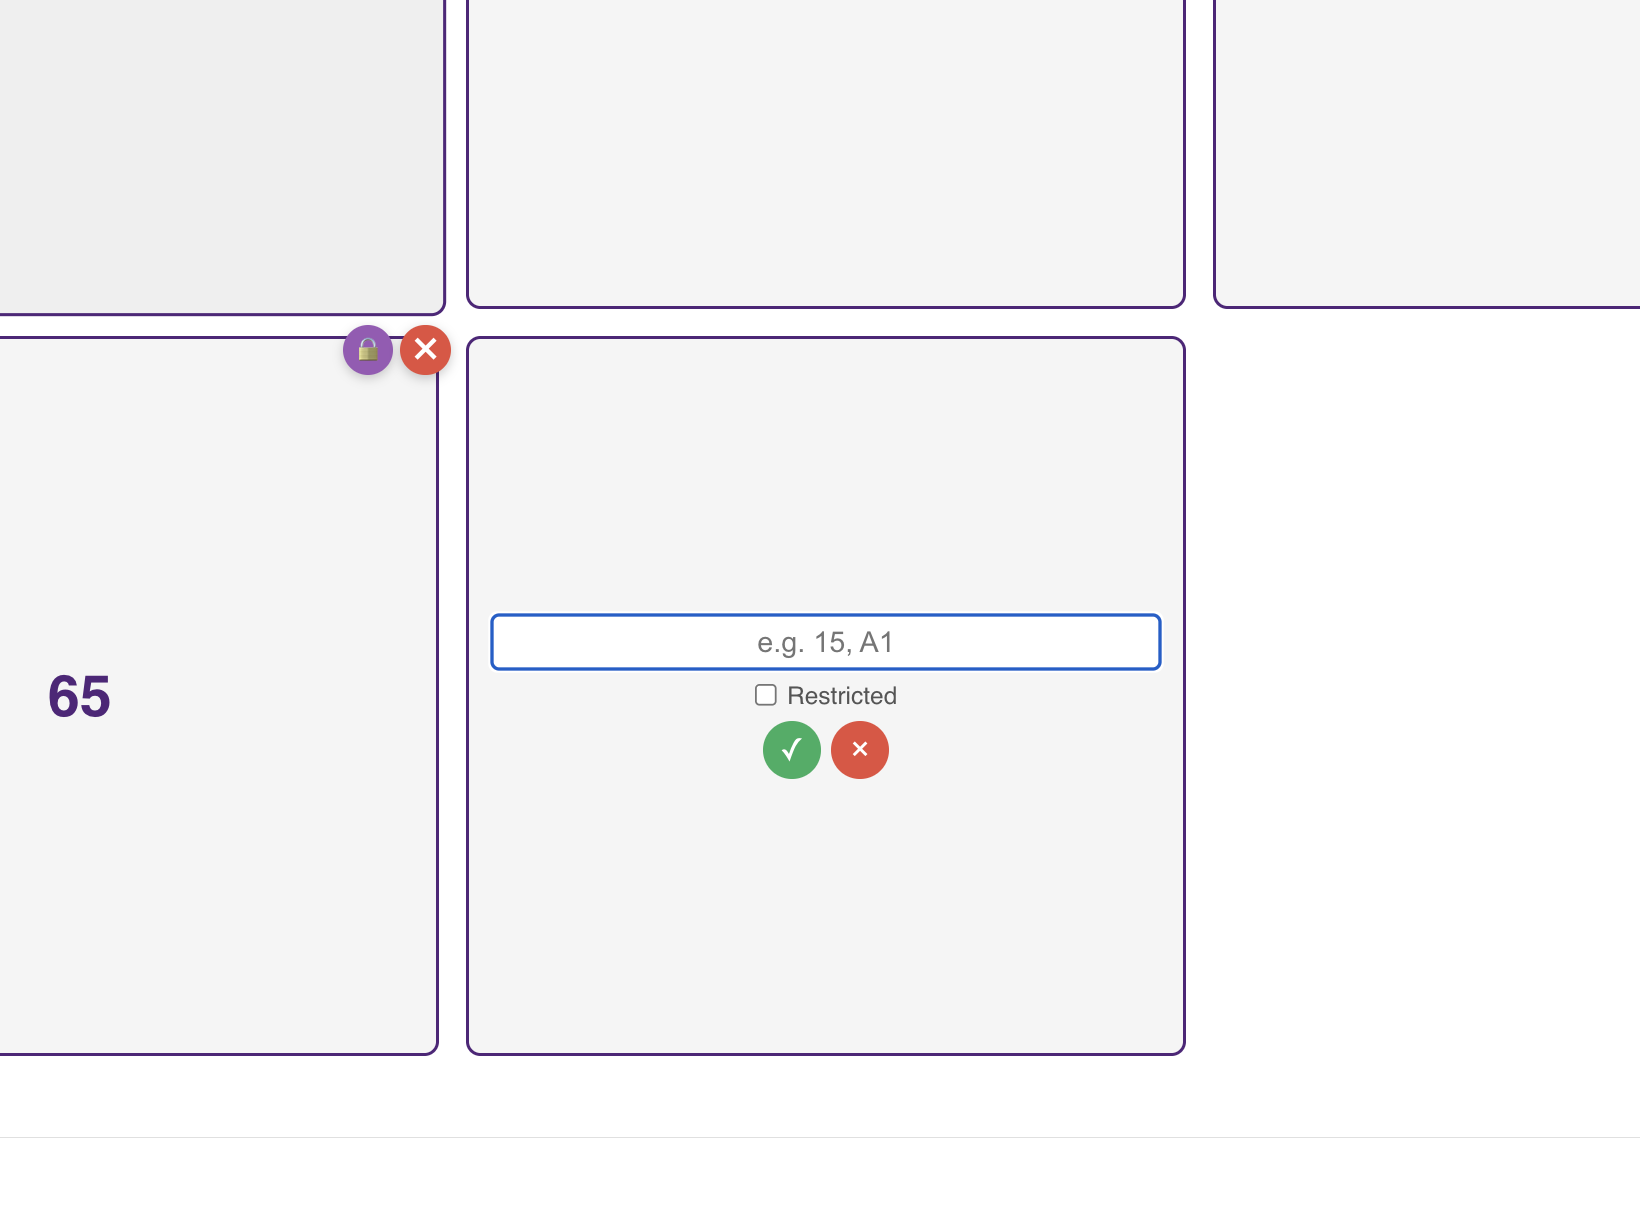 65
e.g. 15, A1
Restricted